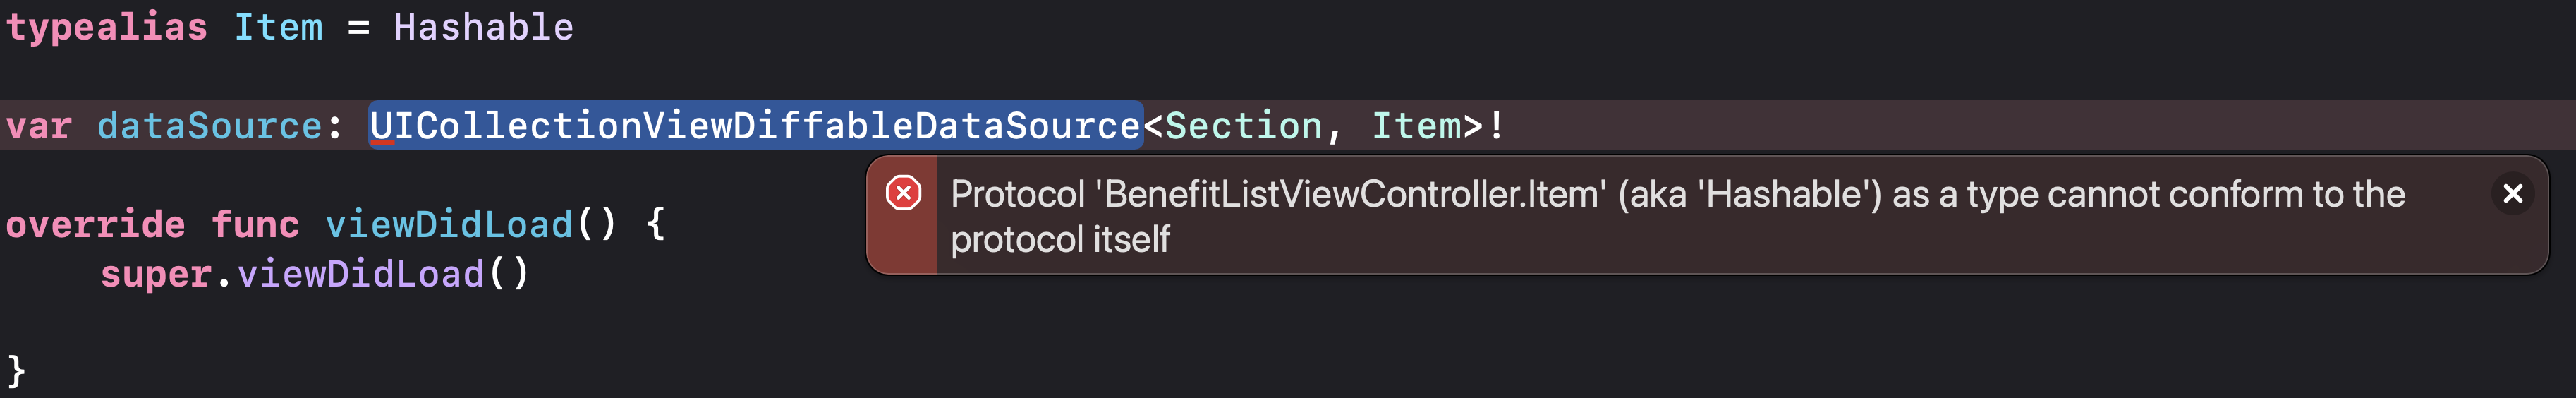 typealias Item = Hashable
var dataSource: UICollectionViewDiffableDataSource<Section, Item>!
Protocol 'BenefitListViewController.Item' (aka 'Hashable') as a type cannot conform to the
protocol itself
override func viewDidLoad() {
super.viewDidLoad()
}